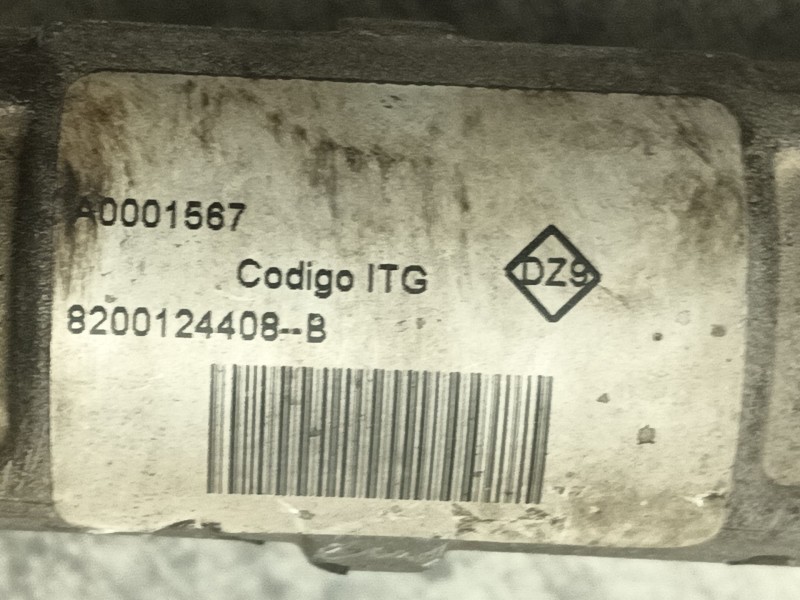 A0001567
Codigo ITG
DZ9
8200124408--B